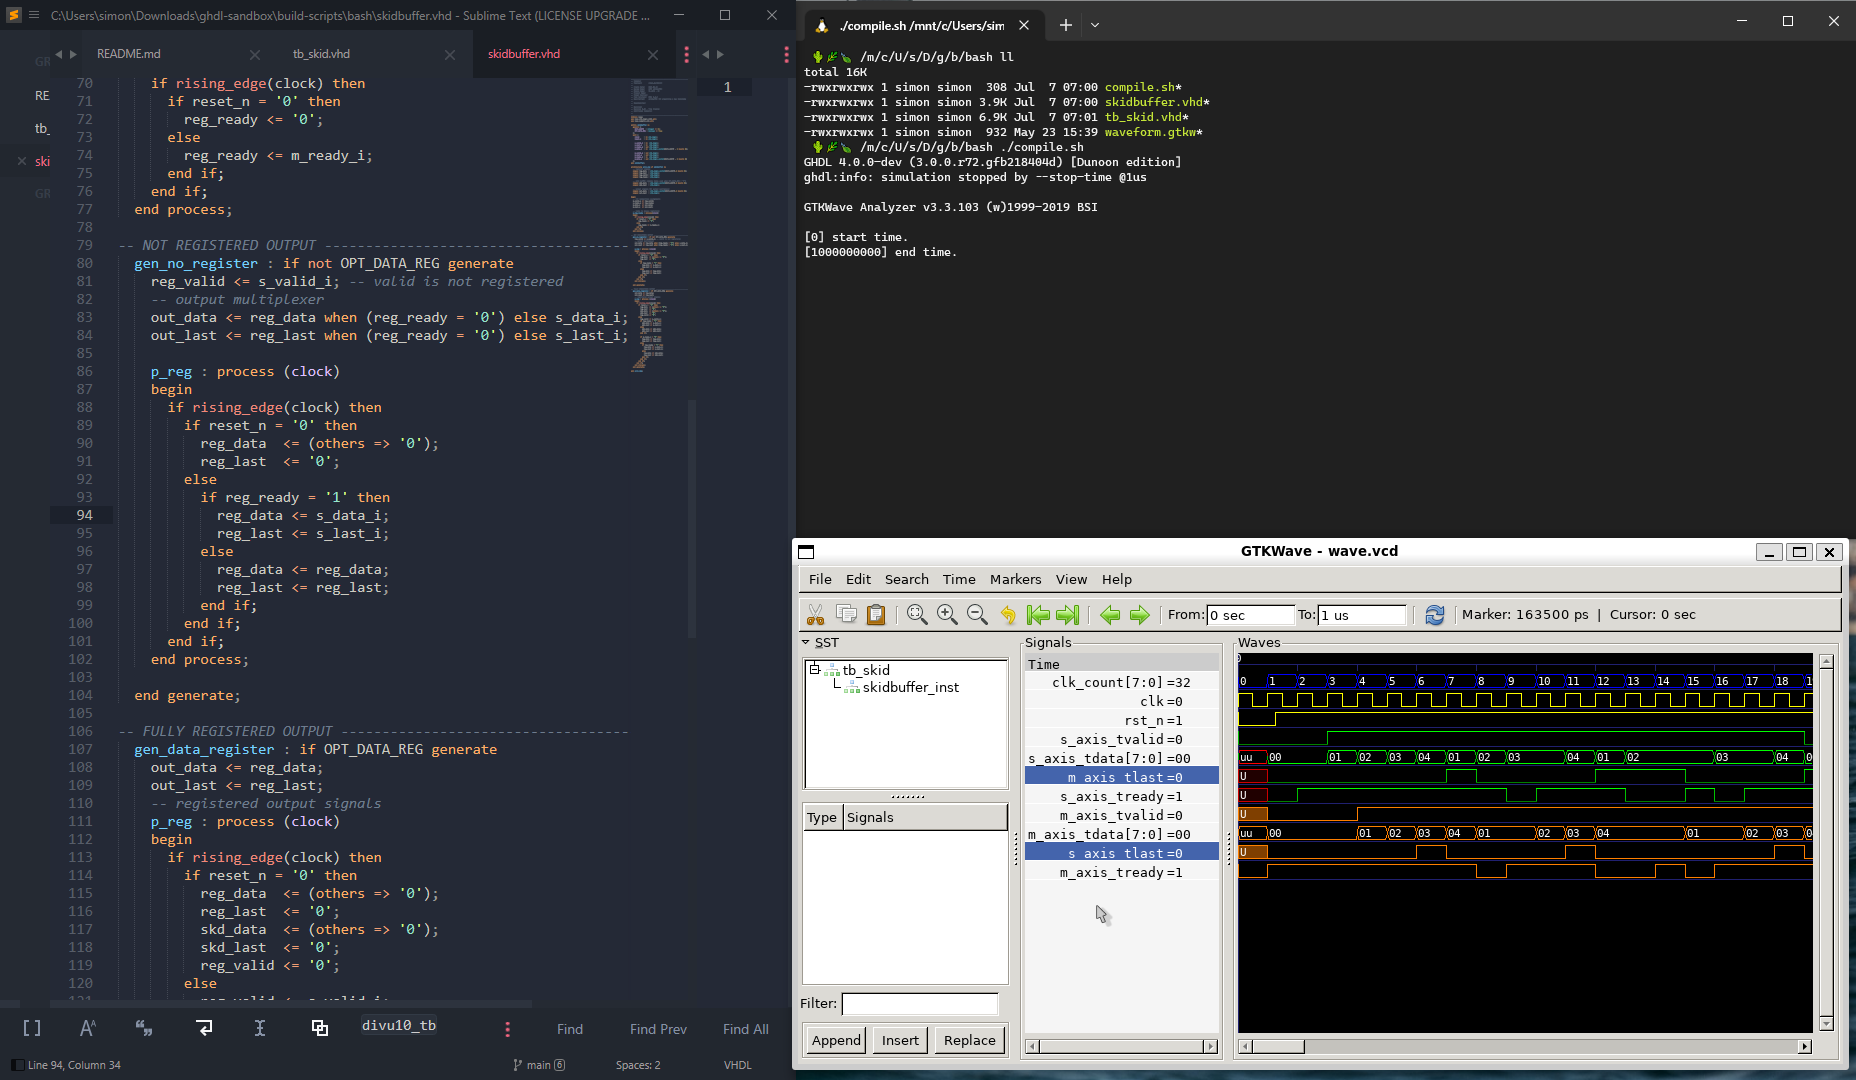 C:\Users\simon\Downloads\ghdl-sandbox\build-scripts\bash\skidbuffer.vhd - Sublime Text (LICENSE UPGRADE ...
README.md
tb_skid.vhd
skidbuffer.vhd
GR
RE
tb_
ski
GR
70 if rising_edge(clock) then
71 if reset_n = '0' then
72 reg_ready <= '0';
73 else
74 reg_ready <= m_ready_i;
75 end if;
76 end if;
77 end process;
78
79 -- NOT REGISTERED OUTPUT -------------------------------------
80 gen_no_register : if not OPT_DATA_REG generate
81 reg_valid <= s_valid_i; -- valid is not registered
82 -- output multiplexer
83 out_data <= reg_data when (reg_ready = '0') else s_data_i;
84 out_last <= reg_last when (reg_ready = '0') else s_last_i;
85
86 p_reg : process (clock)
87 begin
88 if rising_edge(clock) then
89 if reset_n = '0' then
90 reg_data  <= (others => '0');
91 reg_last  <= '0';
92 else
93 if reg_ready = '1' then
94 reg_data <= s_data_i;
95 reg_last <= s_last_i;
96 else
97 reg_data <= reg_data;
98 reg_last <= reg_last;
99 end if;
100 end if;
101 end if;
102 end process;
103
104 end generate;
105
106 -- FULLY REGISTERED OUTPUT -----------------------------------
107 gen_data_register : if OPT_DATA_REG generate
108 out_data <= reg_data;
109 out_last <= reg_last;
110 -- registered output signals
111 p_reg : process (clock)
112 begin
113 if rising_edge(clock) then
114 if reset_n = '0' then
115 reg_data  <= (others => '0');
116 reg_last  <= '0';
117 skd_data  <= (others => '0');
118 skd_last  <= '0';
119 reg_valid <= '0';
120 else
divu10_tb
Find
Find Prev
Find All
Line 94, Column 34
main 6
Spaces: 2
VHDL
1
./compile.sh /mnt/c/Users/sim
/m/c/U/s/D/g/b/bash ll
total 16K
-rwxrwxrwx 1 simon simon  308 Jul  7 07:00 compile.sh*
-rwxrwxrwx 1 simon simon 3.9K Jul  7 07:00 skidbuffer.vhd*
-rwxrwxrwx 1 simon simon 6.9K Jul  7 07:01 tb_skid.vhd*
-rwxrwxrwx 1 simon simon  932 May 23 15:39 waveform.gtkw*
/m/c/U/s/D/g/b/bash ./compile.sh
GHDL 4.0.0-dev (3.0.0.r72.gfb218404d) [Dunoon edition]
ghdl:info: simulation stopped by --stop-time @1us
GTKWave Analyzer v3.3.103 (w)1999-2019 BSI
[0] start time.
[1000000000] end time.
GTKWave - wave.vcd
File Edit Search Time Markers View Help
From: 0 sec To: 1 us Marker: 163500 ps | Cursor: 0 sec
SST
tb_skid
skidbuffer_inst
Type Signals
Filter:
Append Insert Replace
Signals
Time
clk_count[7:0] =32
clk =0
rst_n =1
s_axis_tvalid =0
s_axis_tdata[7:0] =00
m_axis_tlast =0
s_axis_tready =1
m_axis_tvalid =0
m_axis_tdata[7:0] =00
s_axis_tlast =0
m_axis_tready =1
Waves
0 1 2 3 4 5 6 7 8 9 10 11 12 13 14 15 16 17 18
uu 00 01 02 03 04 01 02 03 04 01 02 03 04
U
U
U
uu 00 01 02 03 04 01 02 03 04 01 02 03
U